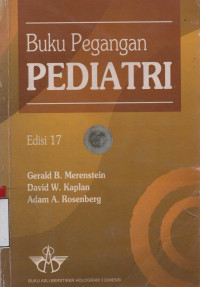 Buku Pegangan
PEDIATRI
Edisi 17
Gerald B. Merenstein
David W. Kaplan
Adam A. Rosenberg